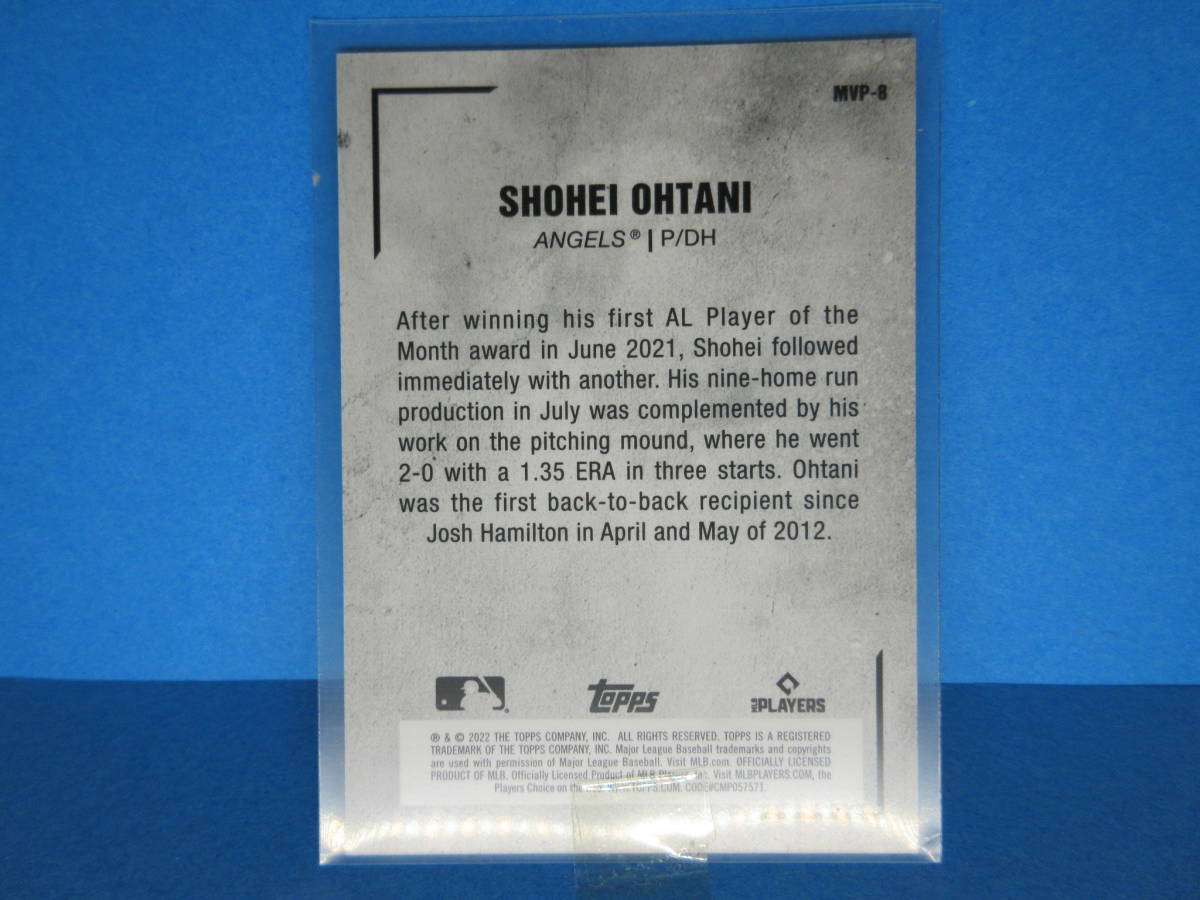 MVP-8
SHOHEI OHTANI
ANGELS® | P/DH
After winning his first AL Player of the
Month award in June 2021, Shohei followed
immediately with another. His nine-home run
production in July was complemented by his
work on the pitching mound, where he went
2-0 with a 1.35 ERA in three starts. Ohtani
was the first back-to-back recipient since
Josh Hamilton in April and May of 2012.
topps
MLB PLAYERS
® & © 2022 THE TOPPS COMPANY, INC. ALL RIGHTS RESERVED. TOPPS IS A REGISTERED
TRADEMARK OF THE TOPPS COMPANY, INC. Major League Baseball trademarks and copyrights
are used with permission of Major League Baseball. Visit MLB.com. OFFICIALLY LICENSED
PRODUCT OF MLB. Officially Licensed Product of MLB Visit MLBPLAYERS.COM, the
Players Choice on the CODE#CMP057571.